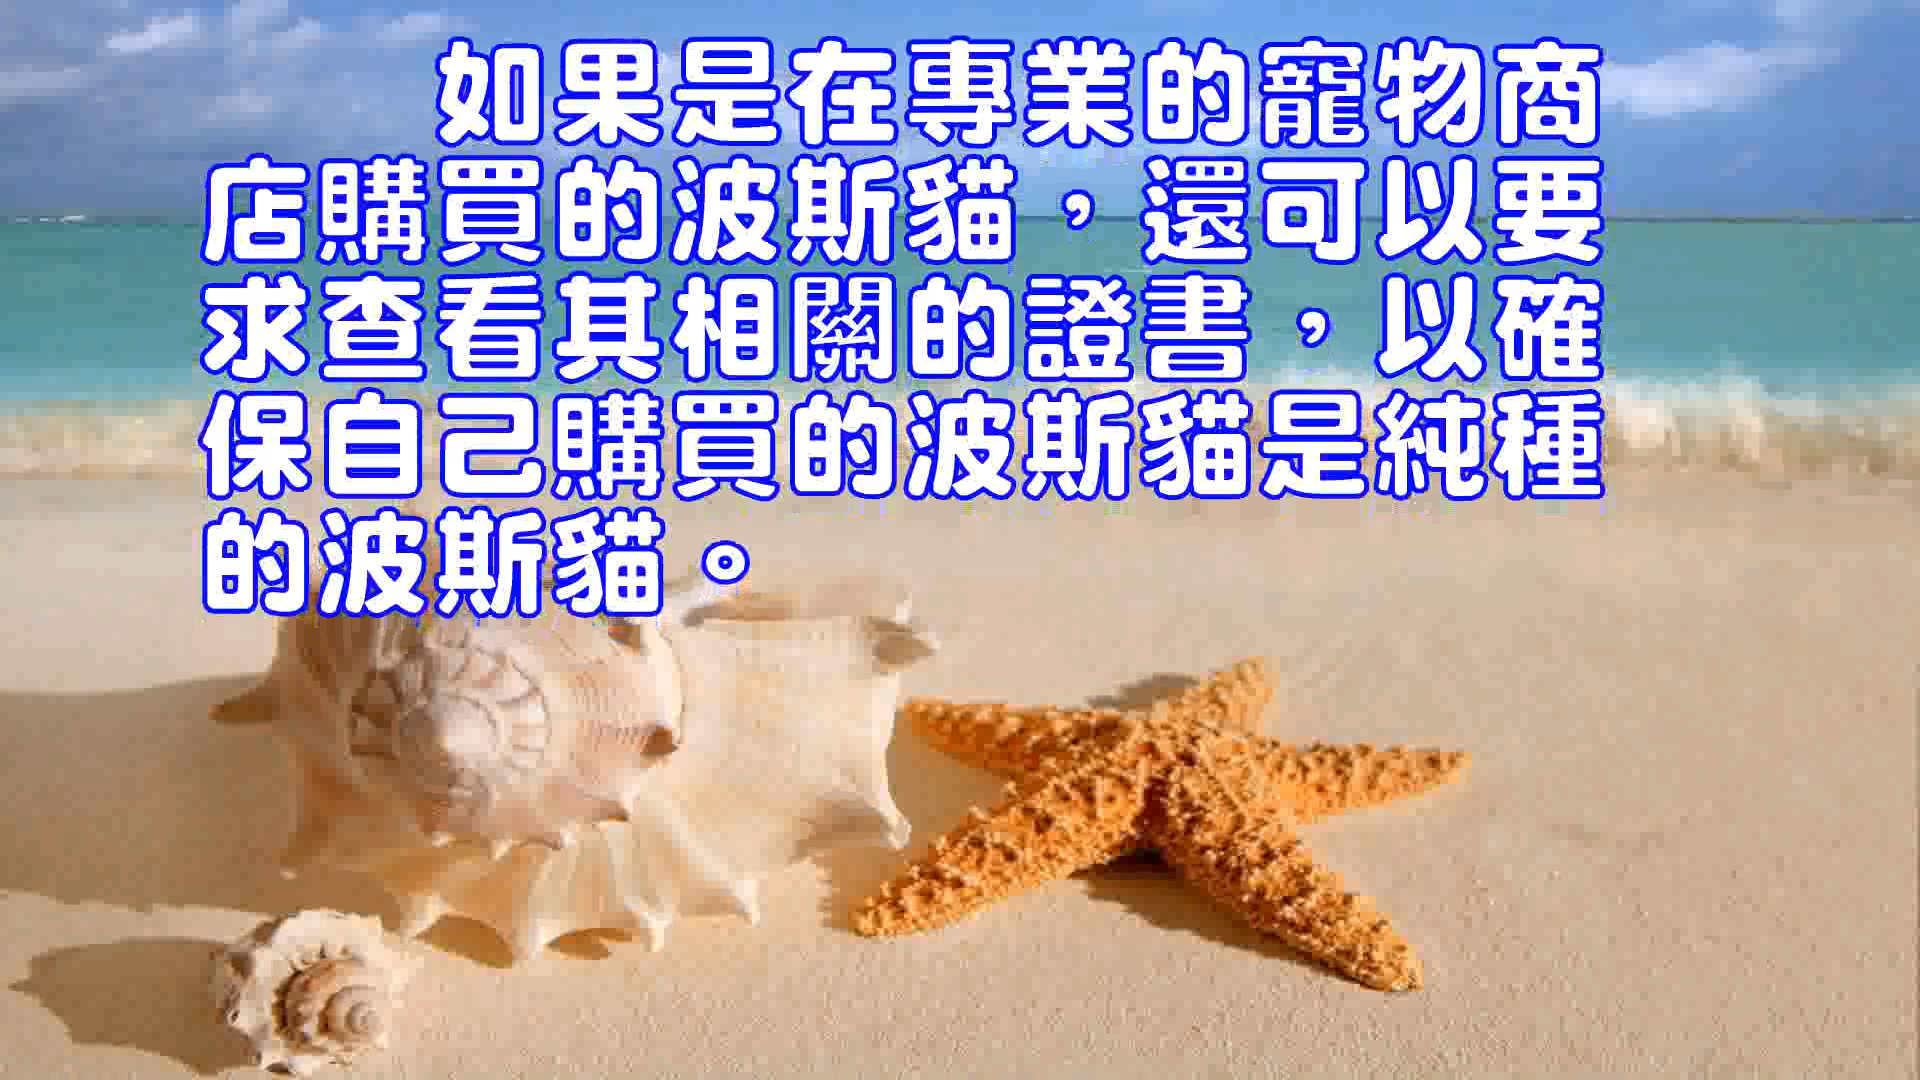 如果是在專業的寵物商
店購買的波斯貓，還可以要
求查看其相關的證書，以確
保自己購買的波斯貓是純種
的波斯貓。